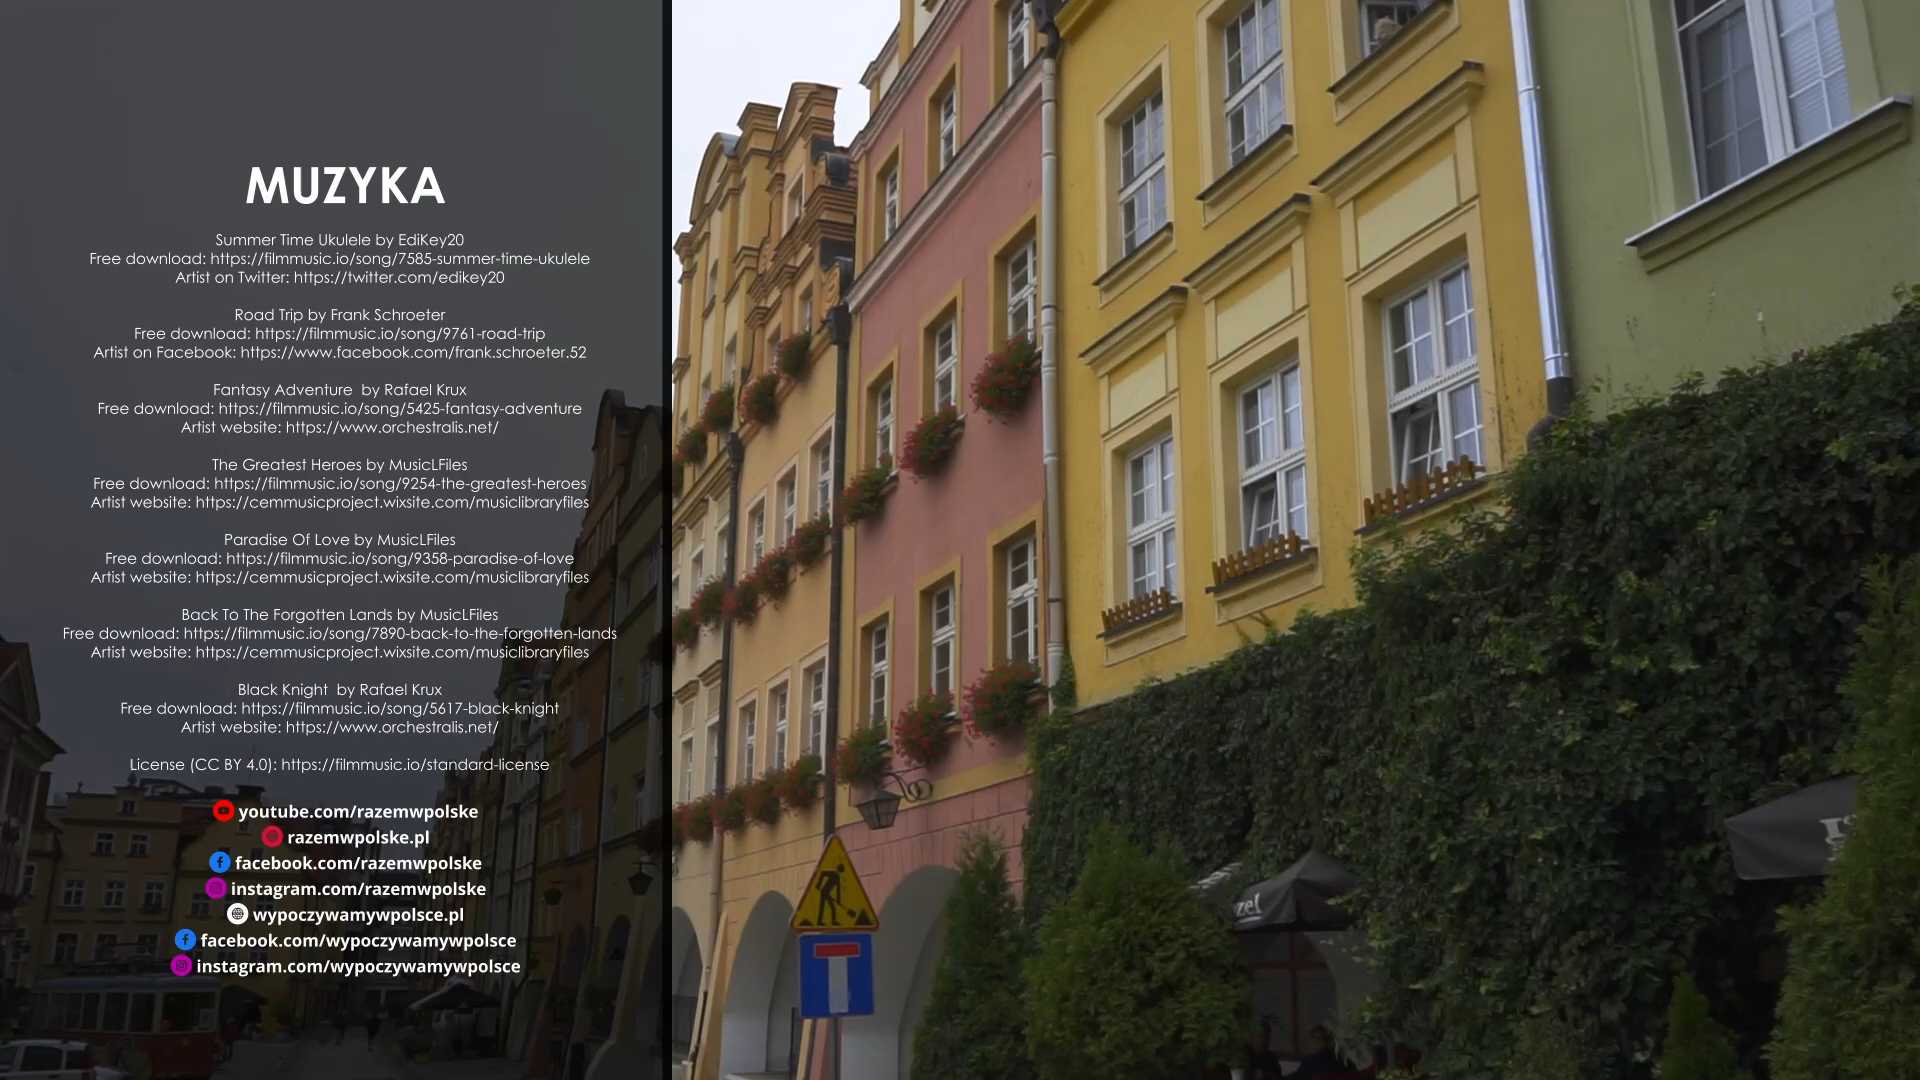 MUZYKA
Summer Time Ukulele by EdiKey20
Free download: https://filmmusic.io/song/7585-summer-time-ukulele
Artist on Twitter: https://twitter.com/edikey20
Road Trip by Frank Schroeter
Free download: https://filmmusic.io/song/9761-road-trip
Artist on Facebook: https://www.facebook.com/frank.schroeter.52
Fantasy Adventure  by Rafael Krux
Free download: https://filmmusic.io/song/5425-fantasy-adventure
Artist website: https://www.orchestralis.net/
The Greatest Heroes by MusicLFiles
Free download: https://filmmusic.io/song/9254-the-greatest-heroes
Artist website: https://cemmusicproject.wixsite.com/musiclibraryfiles
Paradise Of Love by MusicLFiles
Free download: https://filmmusic.io/song/9358-paradise-of-love
Artist website: https://cemmusicproject.wixsite.com/musiclibraryfiles
Back To The Forgotten Lands by MusicLFiles
Free download: https://filmmusic.io/song/7890-back-to-the-forgotten-lands
Artist website: https://cemmusicproject.wixsite.com/musiclibraryfiles
Black Knight  by Rafael Krux
Free download: https://filmmusic.io/song/5617-black-knight
Artist website: https://www.orchestralis.net/
License (CC BY 4.0): https://filmmusic.io/standard-license
youtube.com/razemwpolske
razemwpolske.pl
facebook.com/razemwpolske
instagram.com/razemwpolske
wypoczywamywpolsce.pl
facebook.com/wypoczywamywpolsce
instagram.com/wypoczywamywpolsce